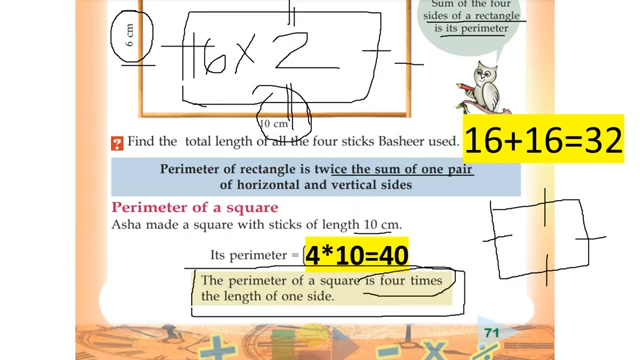 Sum of the four
sides of a rectangle
is its perimeter
6 cm
16 x 2
10 cm
? Find the total length of all the four sticks Basheer used.
16+16=32
Perimeter of rectangle is twice the sum of one pair
of horizontal and vertical sides
Perimeter of a square
Asha made a square with sticks of length 10 cm.
Its perimeter = 4*10=40
The perimeter of a square is four times
the length of one side.
71